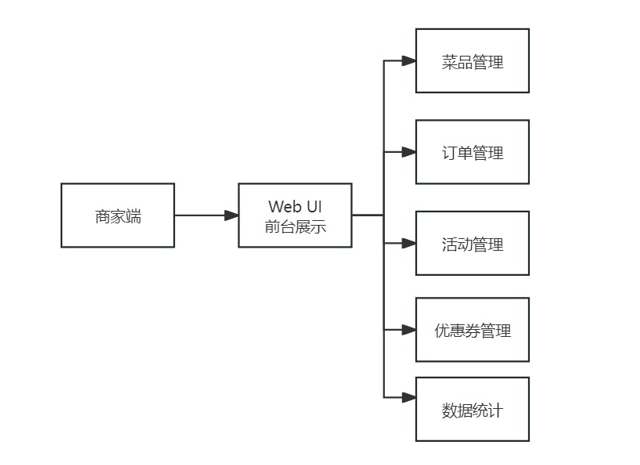 菜品管理
订单管理
商家端
Web UI
前台展示
活动管理
优惠券管理
数据统计